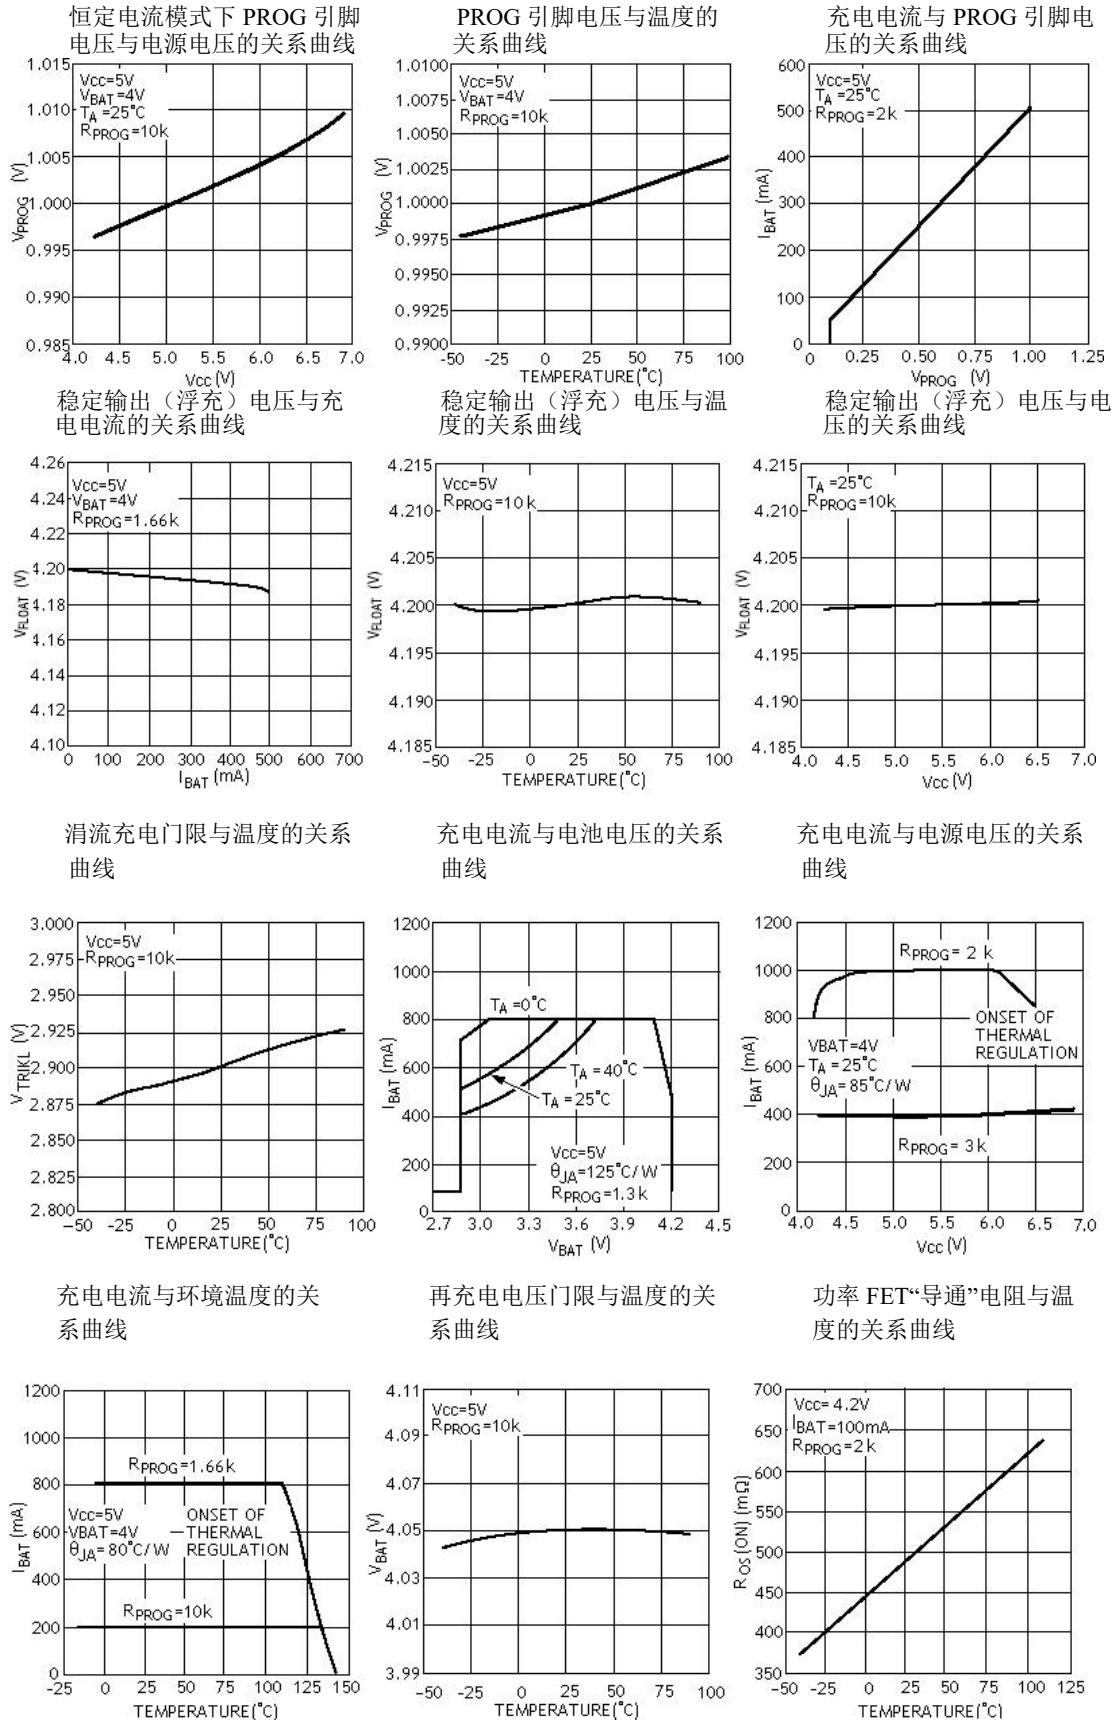 恒定电流模式下 PROG 引脚
电压与电源电压的关系曲线
1.015
1.010
1.005
1.000
0.995
0.990
0.985
VPROG (V)
Vcc=5V
VBAT=4V
TA=25°C
RPROG=10k
4.0 4.5 5.0 5.5 6.0 6.5 7.0
Vcc(V)
PROG 引脚电压与温度的
关系曲线
1.0100
1.0075
1.0050
1.0025
1.0000
0.9975
0.9950
0.9925
0.9900
VPROG (V)
Vcc=5V
VBAT=4V
RPROG=10k
-50 -25 0 25 50 75 100
TEMPERATURE(°C)
充电电流与 PROG 引脚电
压的关系曲线
600
500
400
300
200
100
0
IBAT (mA)
Vcc=5V
TA=25°C
RPROG=2k
0 0.25 0.50 0.75 1.00 1.25
VPROG (V)
稳定输出（浮充）电压与充
电电流的关系曲线
4.26
4.24
4.22
4.20
4.18
4.16
4.14
4.12
4.10
VFLOAT (V)
Vcc=5V
VBAT=4V
RPROG=1.66k
0 100 200 300 400 500 600 700
IBAT (mA)
稳定输出（浮充）电压与温
度的关系曲线
4.215
4.210
4.205
4.200
4.195
4.190
4.185
VFLOAT (V)
Vcc=5V
RPROG=10k
-50 -25 0 25 50 75 100
TEMPERATURE(°C)
稳定输出（浮充）电压与电
压的关系曲线
4.215
4.210
4.205
4.200
4.195
4.190
4.185
VFLOAT (V)
TA=25°C
RPROG=10k
4.0 4.5 5.0 5.5 6.0 6.5 7.0
Vcc(V)
涓流充电门限与温度的关系
曲线
3.000
2.975
2.950
2.925
2.900
2.875
2.850
2.825
2.800
VTRIKL (V)
Vcc=5V
RPROG=10k
-50 -25 0 25 50 75 100
TEMPERATURE(°C)
充电电流与电池电压的关系
曲线
1200
1000
800
600
400
200
0
IBAT (mA)
TA=0°C
TA=40°C
TA=25°C
Vcc=5V
θJA=125°C/W
RPROG=1.3k
2.7 3.0 3.3 3.6 3.9 4.2 4.5
VBAT (V)
充电电流与电源电压的关系
曲线
1200
1000
800
600
400
200
0
IBAT (mA)
RPROG= 2 k
ONSET OF
THERMAL
REGULATION
VBAT=4V
TA=25°C
θJA=85°C/W
RPROG=3k
4.0 4.5 5.0 5.5 6.0 6.5 7.0
Vcc(V)
充电电流与环境温度的关
系曲线
1200
1000
800
600
400
200
0
IBAT (mA)
RPROG=1.66k
Vcc=5V
VBAT=4V
θJA=80°C/W
ONSET OF
THERMAL
REGULATION
RPROG=10k
-25 0 25 50 75 100 125 150
TEMPERATURE(°C)
再充电电压门限与温度的关
系曲线
4.11
4.09
4.07
4.05
4.03
4.01
3.99
VBAT (V)
Vcc=5V
RPROG=10k
-50 -25 0 25 50 75 100
TEMPERATURE(°C)
功率 FET“导通”电阻与温
度的关系曲线
700
650
600
550
500
450
400
350
ROS(ON) (mΩ)
Vcc= 4.2V
IBAT=100mA
RPROG=2k
-50 -25 0 25 50 75 100 125
TEMPERATURE(°C)